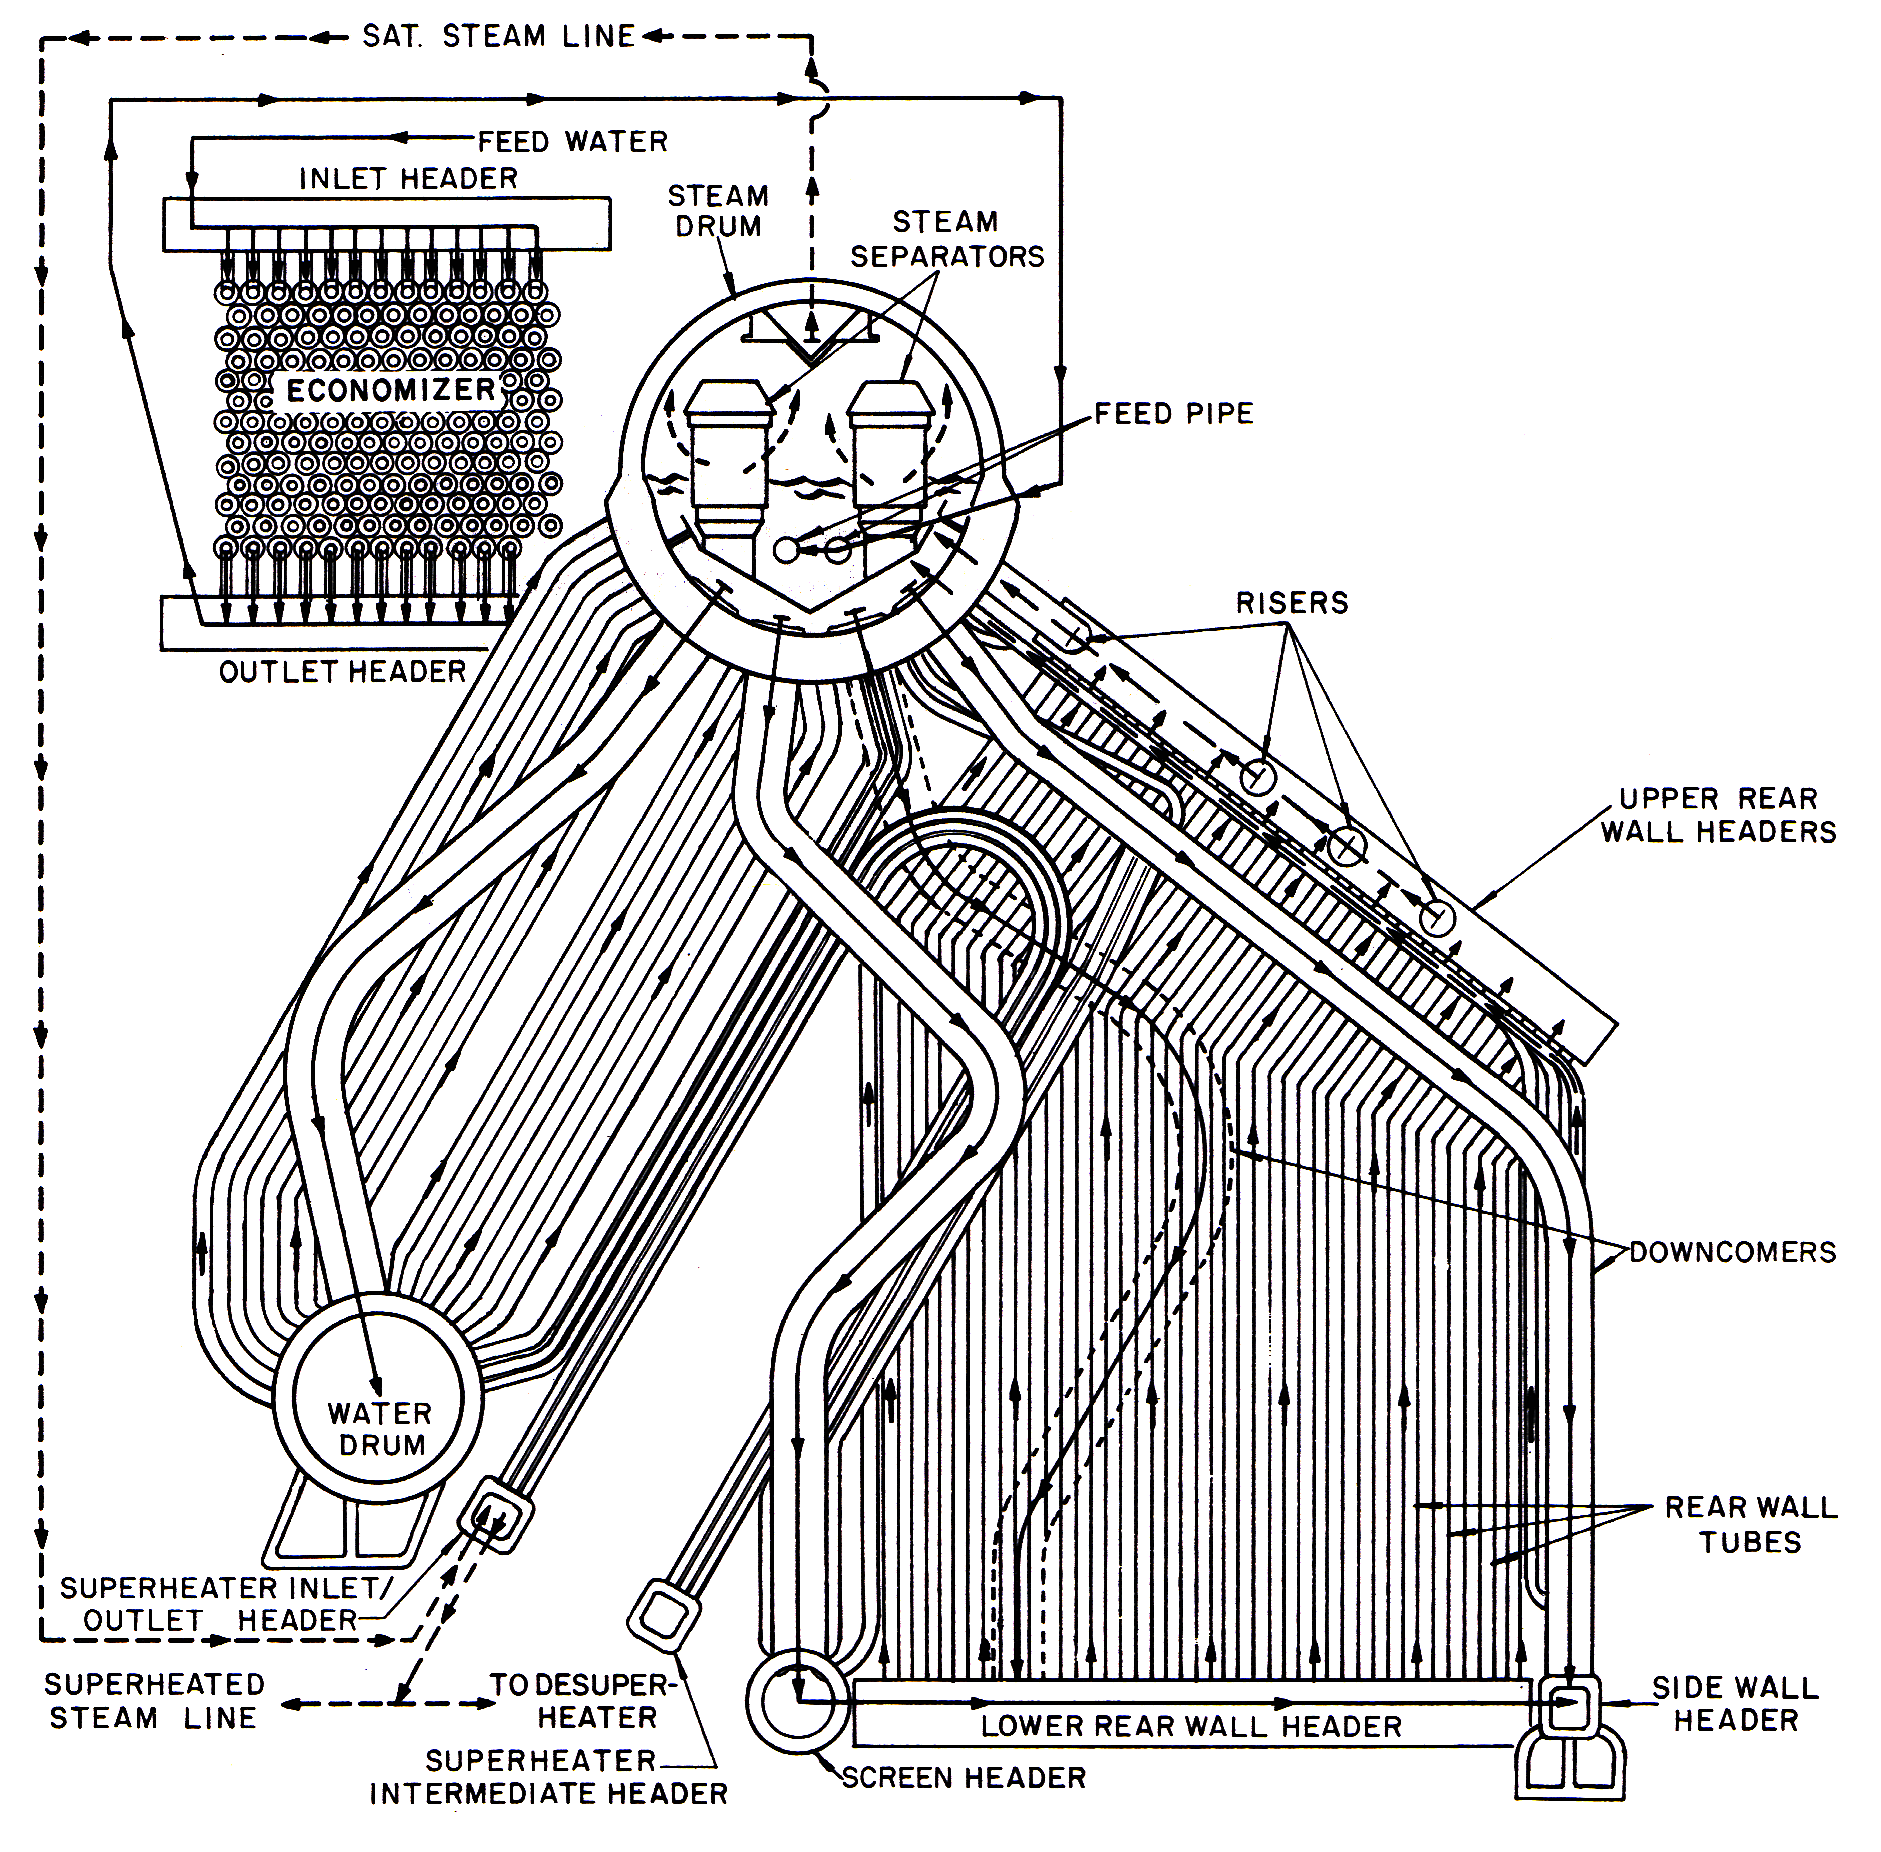 SAT. STEAM LINE
FEED WATER
INLET HEADER
STEAM
DRUM
STEAM
SEPARATORS
ECONOMIZER
FEED PIPE
RISERS
OUTLET HEADER
UPPER REAR
WALL HEADERS
DOWNCOMERS
WATER
DRUM
REAR WALL
TUBES
SUPERHEATER INLET/
OUTLET HEADER
SUPERHEATED
STEAM LINE
TO DESUPER-
HEATER
SIDE WALL
HEADER
LOWER REAR WALL HEADER
SUPERHEATER
INTERMEDIATE HEADER
SCREEN HEADER